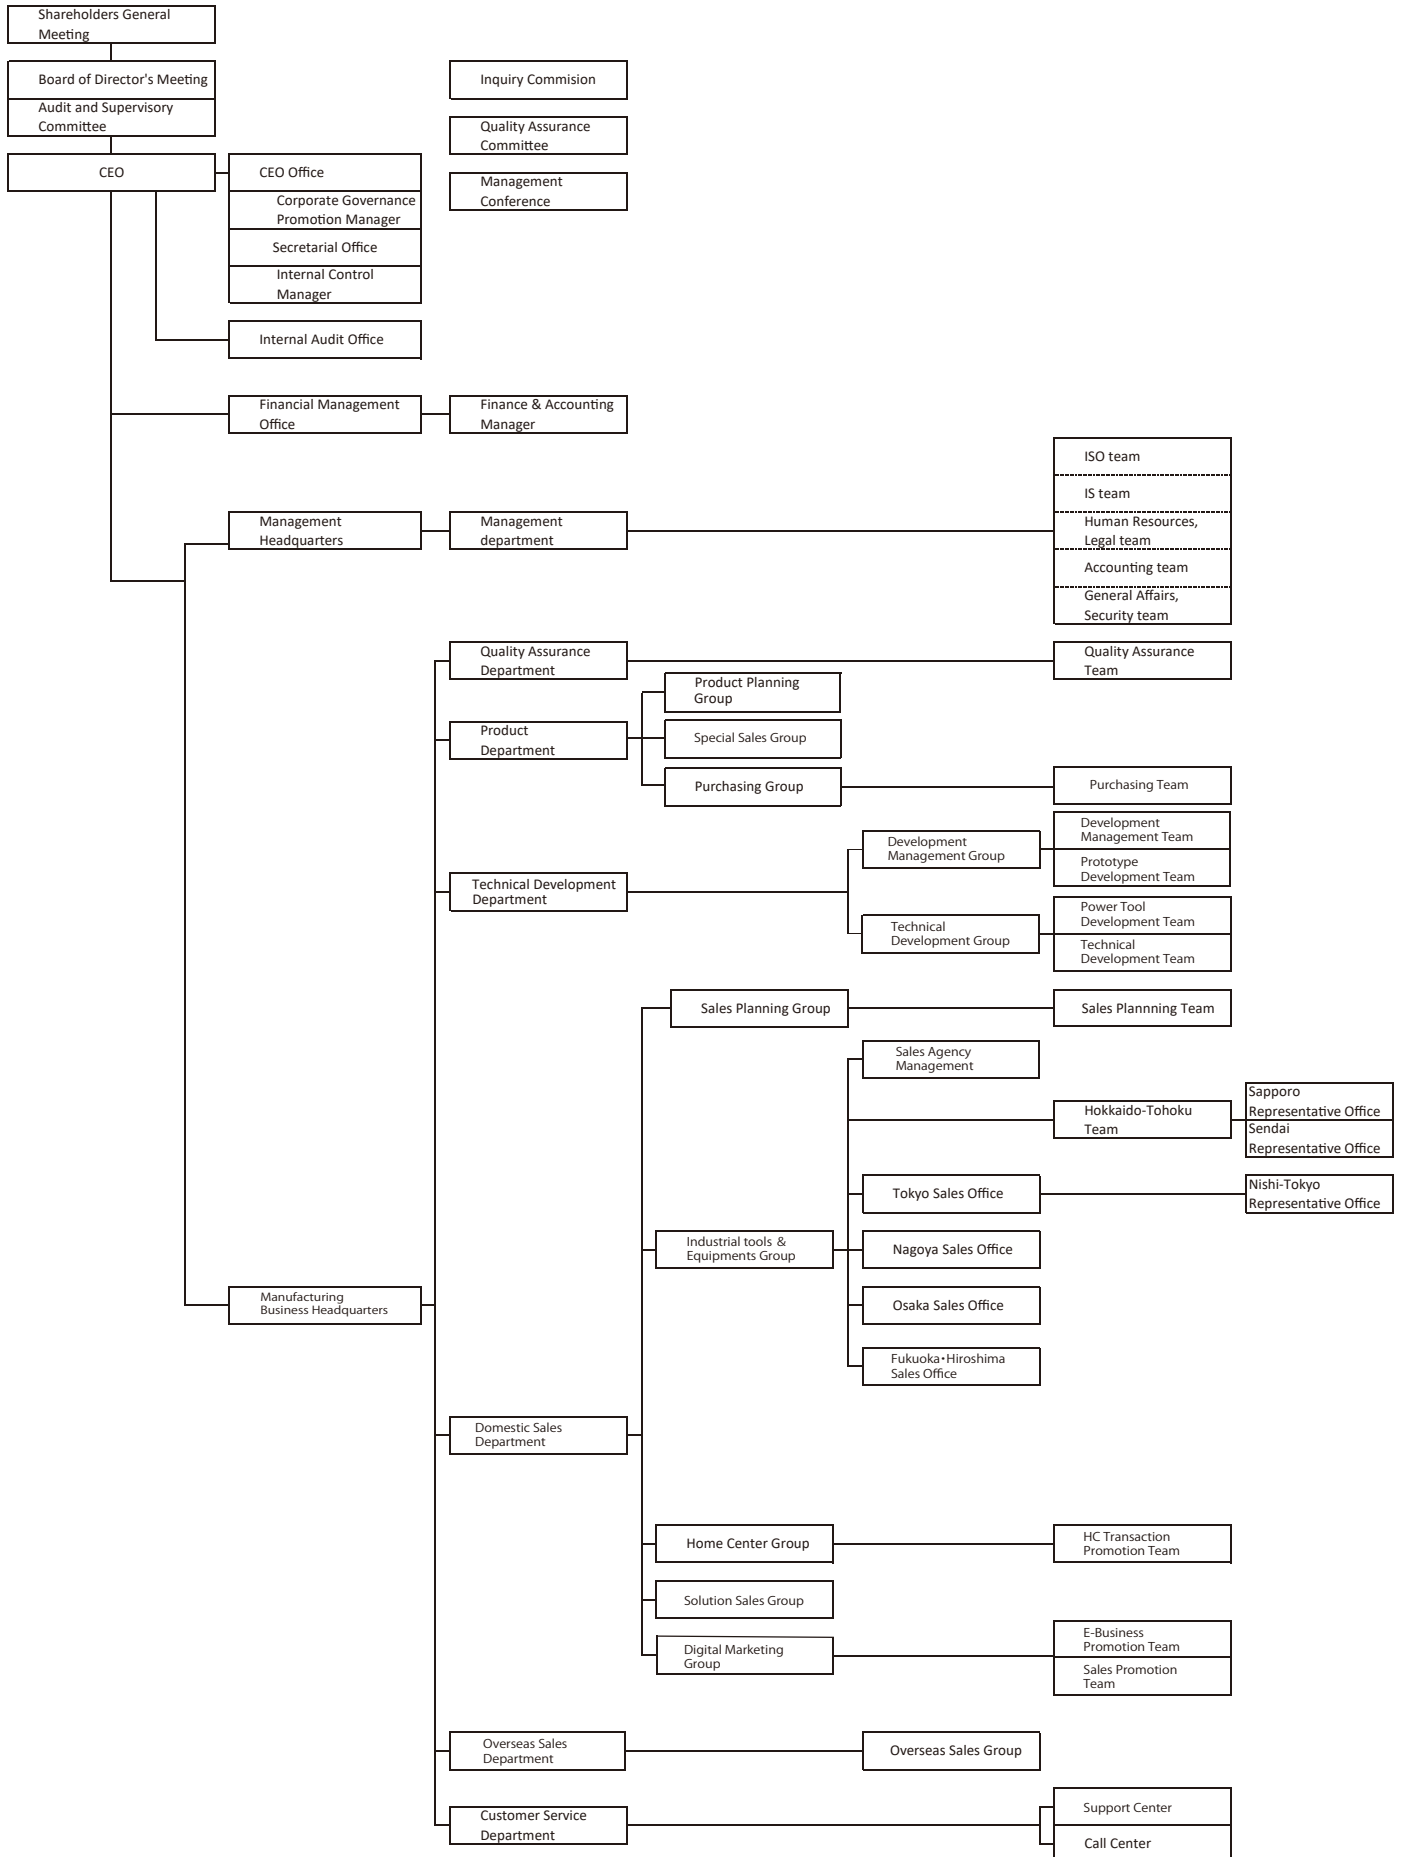 Shareholders General
Meeting
Board of Director's Meeting
Audit and Supervisory
Committee
Inquiry Commision
Quality Assurance
Committee
Management
Conference
CEO
CEO Office
Corporate Governance
Promotion Manager
Secretarial Office
Internal Control
Manager
Internal Audit Office
Financial Management
Office
Finance & Accounting
Manager
Management
Headquarters
Management
department
ISO team
IS team
Human Resources,
Legal team
Accounting team
General Affairs,
Security team
Quality Assurance
Department
Quality Assurance
Team
Product
Department
Product Planning
Group
Special Sales Group
Purchasing Group
Purchasing Team
Technical Development
Department
Development
Management Group
Development
Management Team
Prototype
Development Team
Technical
Development Group
Power Tool
Development Team
Technical
Development Team
Sales Planning Group
Sales Plannning Team
Sales Agency
Management
Hokkaido-Tohoku
Team
Sapporo
Representative Office
Sendai
Representative Office
Tokyo Sales Office
Nishi-Tokyo
Representative Office
Industrial tools &
Equipments Group
Nagoya Sales Office
Osaka Sales Office
Fukuoka・Hiroshima
Sales Office
Manufacturing
Business Headquarters
Domestic Sales
Department
Home Center Group
HC Transaction
Promotion Team
Solution Sales Group
Digital Marketing
Group
E-Business
Promotion Team
Sales Promotion
Team
Overseas Sales
Department
Overseas Sales Group
Customer Service
Department
Support Center
Call Center